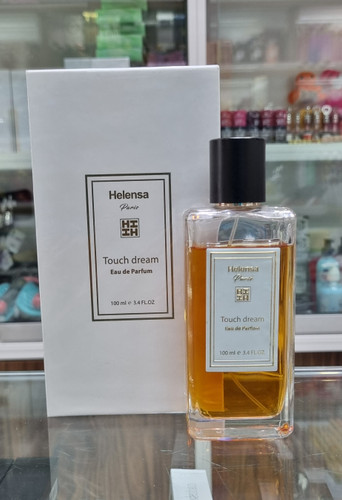 Helensa
Paris
Touch dream
Eau de Parfum
100 ml ℮ 3.4 FL.OZ
Helensa
Paris
Touch dream
Eau de Parfum
100 ml ℮ 3.4 FL.OZ